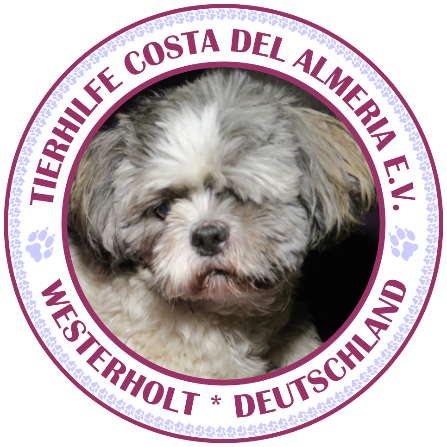 TIERHILFE COSTA DEL ALMERIA E.V.
WESTERHOLT * DEUTSCHLAND